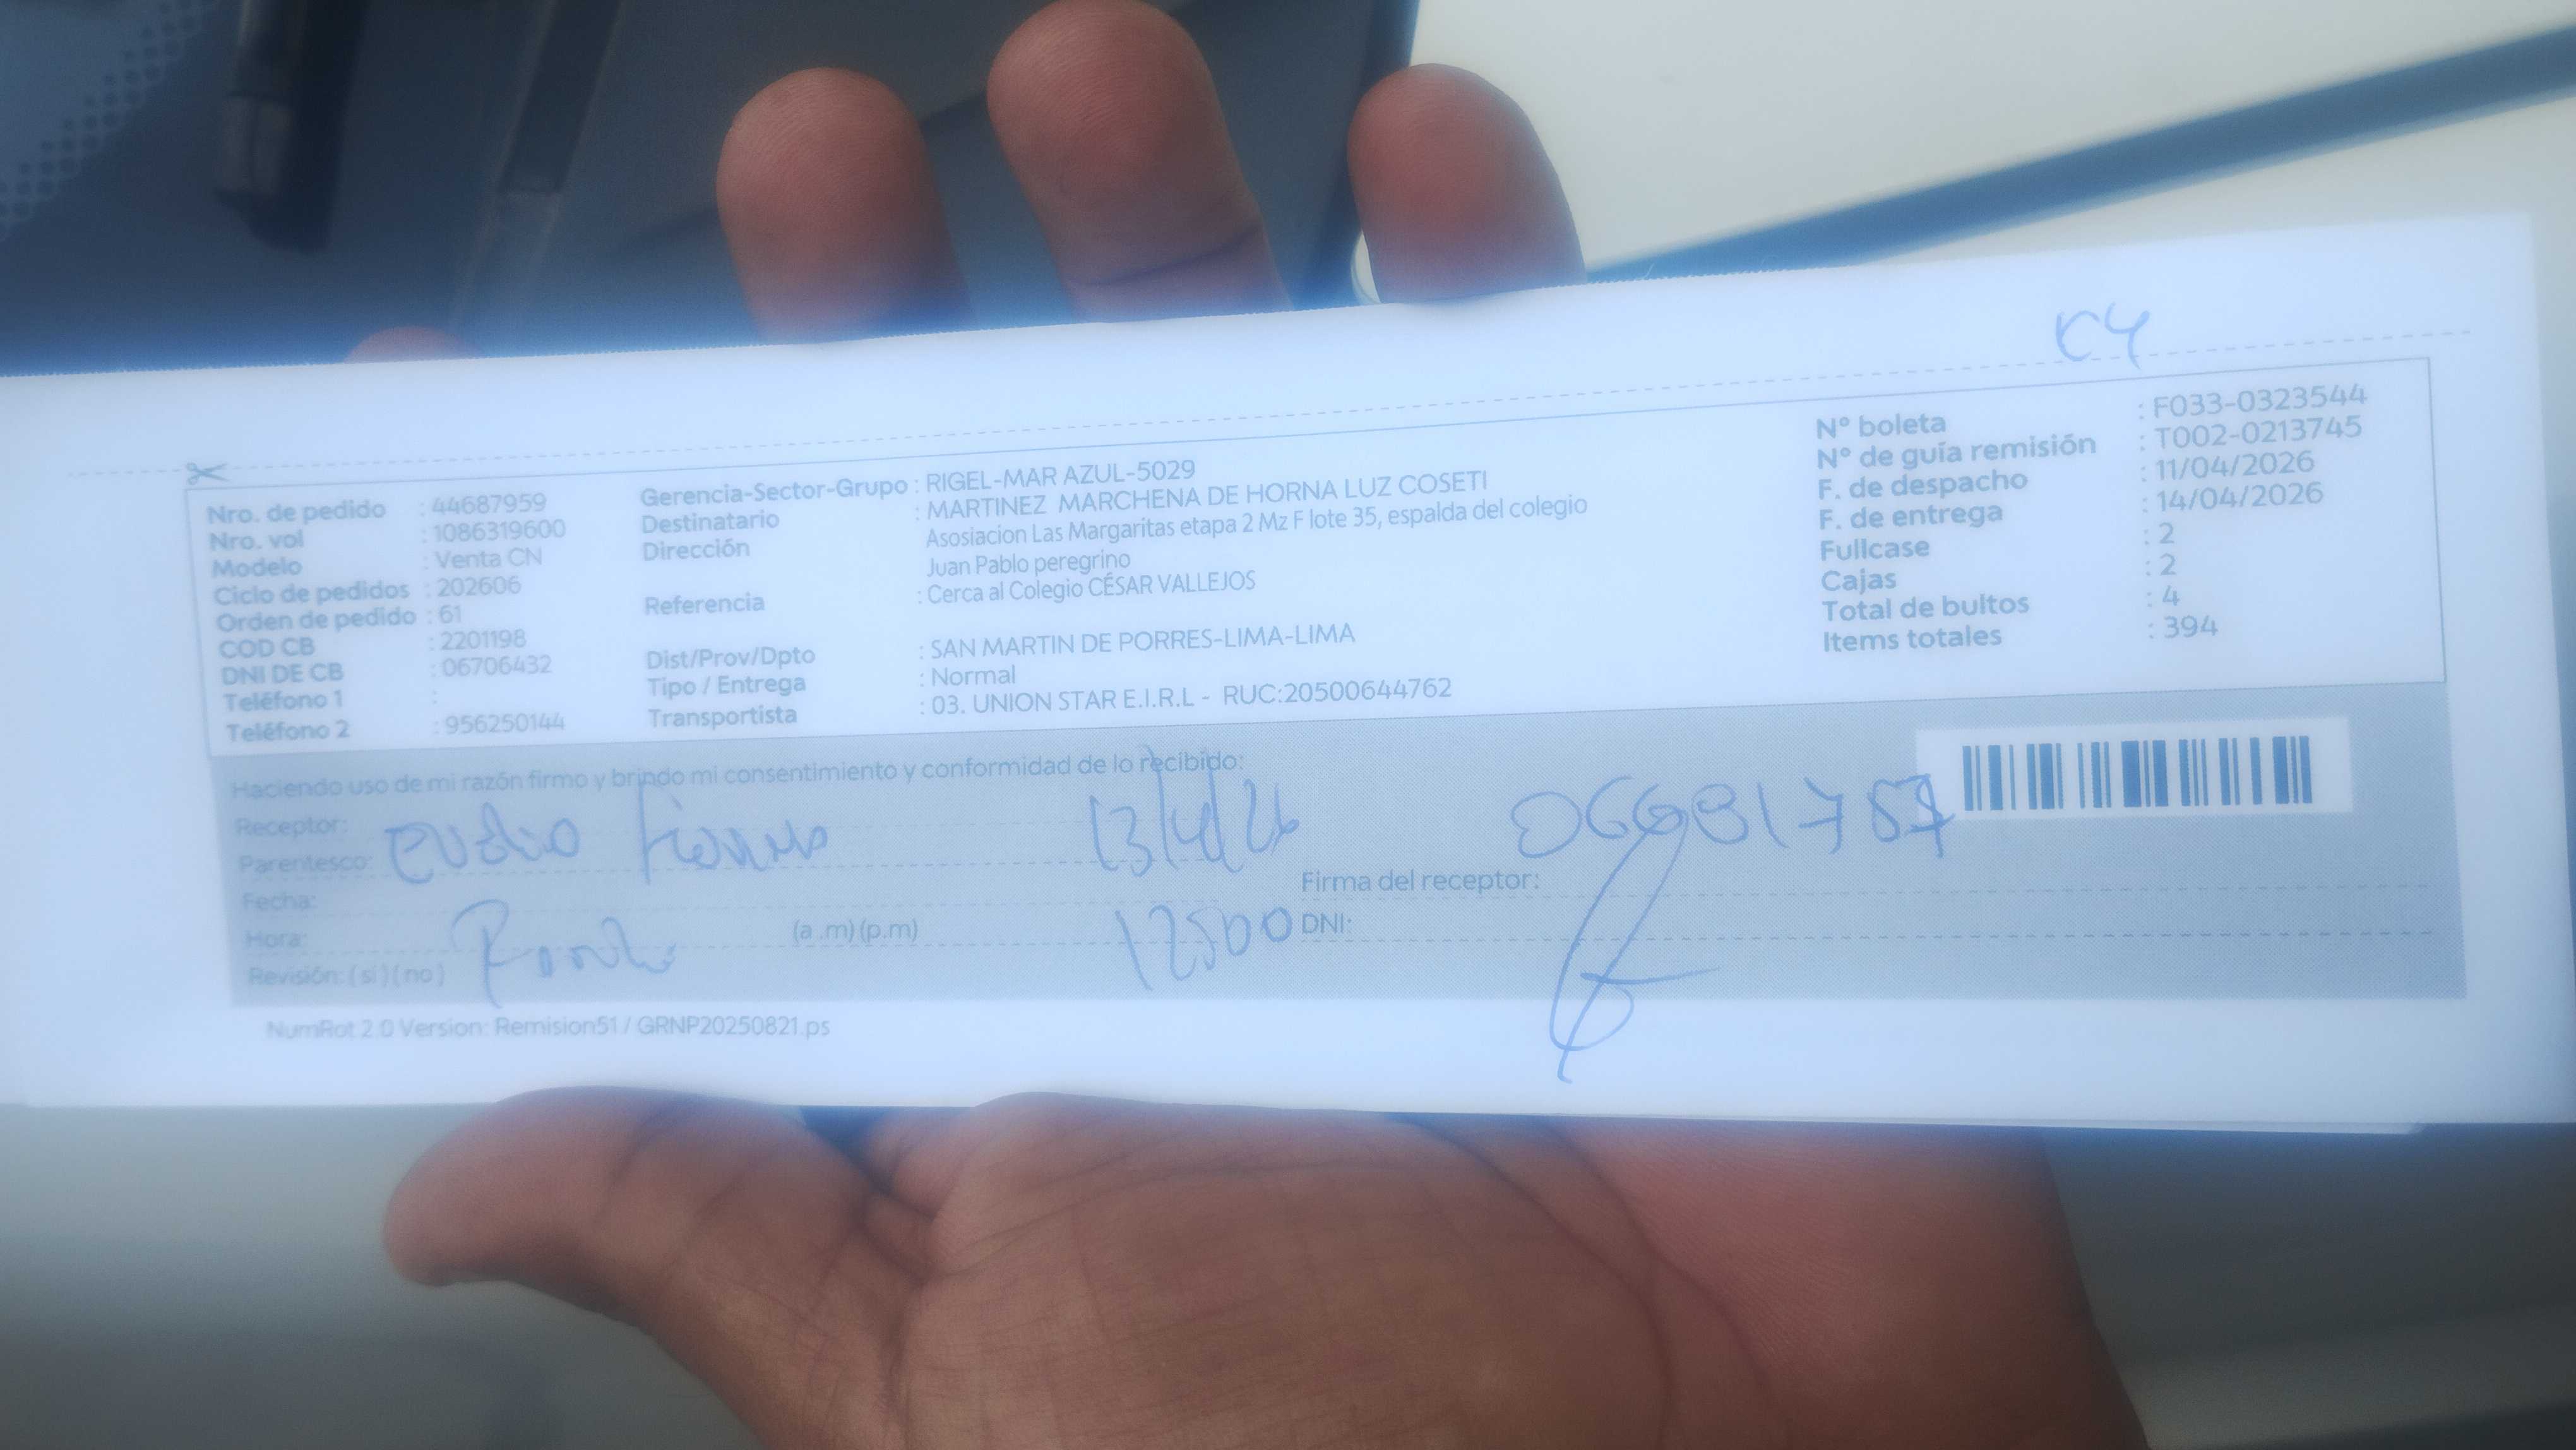 C4
Nro. de pedido : 44687959
Nro. vol : 1086319600
Modelo : Venta CN
Ciclo de pedidos : 202606
Orden de pedido : 61
COD CB : 2201198
DNI DE CB : 06706432
Teléfono 1 :
Teléfono 2 : 956250144
Gerencia-Sector-Grupo : RIGEL-MAR AZUL-5029
Destinatario : MARTINEZ MARCHENA DE HORNA LUZ COSETI
Dirección Asosiacion Las Margaritas etapa 2 Mz F lote 35, espalda del colegio
Juan Pablo peregrino
Referencia : Cerca al Colegio CÉSAR VALLEJOS
Dist/Prov/Dpto : SAN MARTIN DE PORRES-LIMA-LIMA
Tipo / Entrega : Normal
Transportista : 03. UNION STAR E.I.R.L - RUC:20500644762
Nº boleta : F033-0323544
Nº de guía remisión : T002-0213745
F. de despacho : 11/04/2026
F. de entrega : 14/04/2026
Fullcase : 2
Cajas : 2
Total de bultos : 4
Items totales : 394
Haciendo uso de mi razón firmo y brindo mi consentimiento y conformidad de lo recibido:
Receptor:
Parentesco: 13/4/26
Fecha:
Hora: (a.m) (p.m)
Revisión: ( si ) ( no )
Firma del receptor:
DNI:
NumRot 2.0 Version: Remision51 / GRNP20250821.ps